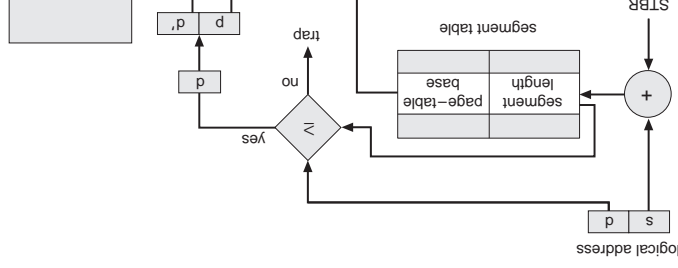 logical address
s d
yes
+
segment length
page–table base
≥
no
d
segment table
trap
STBR
p d'